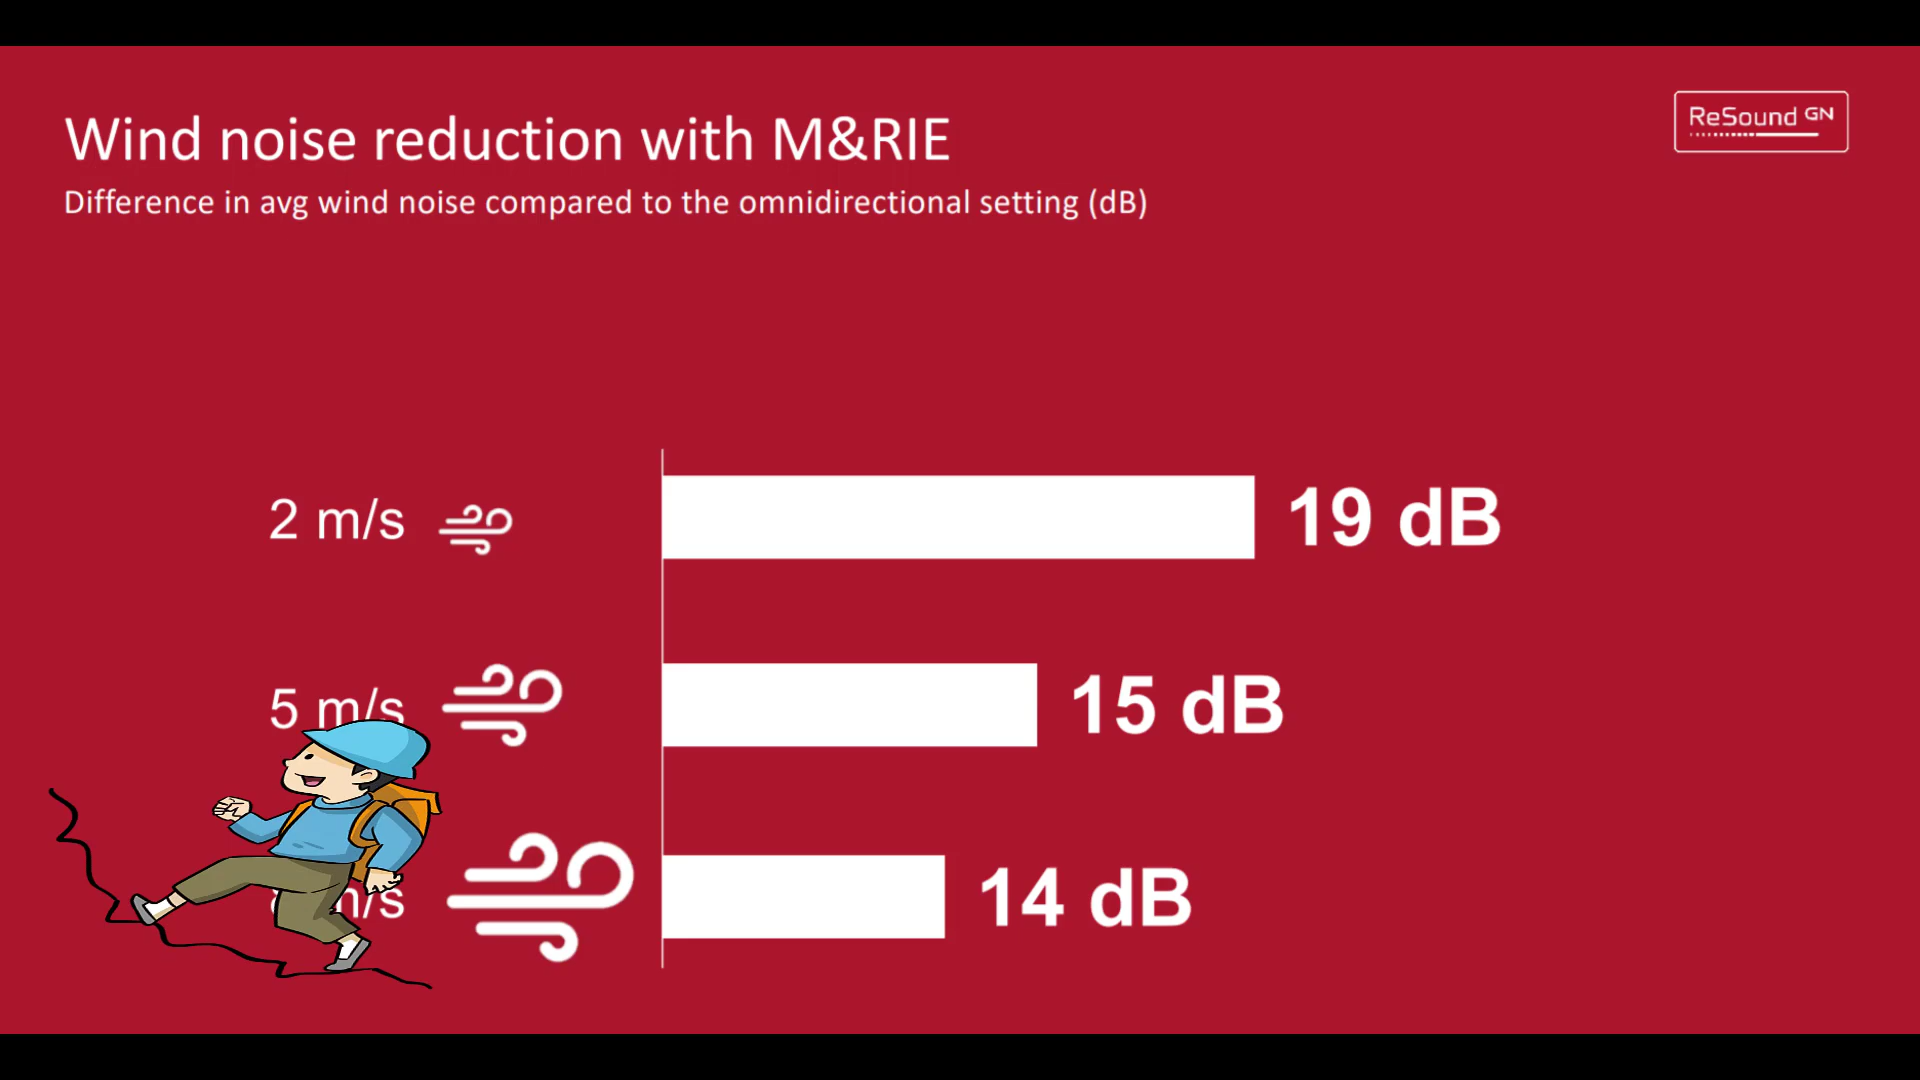 Wind noise reduction with M&RIE
ReSound GN
Difference in avg wind noise compared to the omnidirectional setting (dB)
2 m/s 19 dB
5 m/s 15 dB
m/s 14 dB